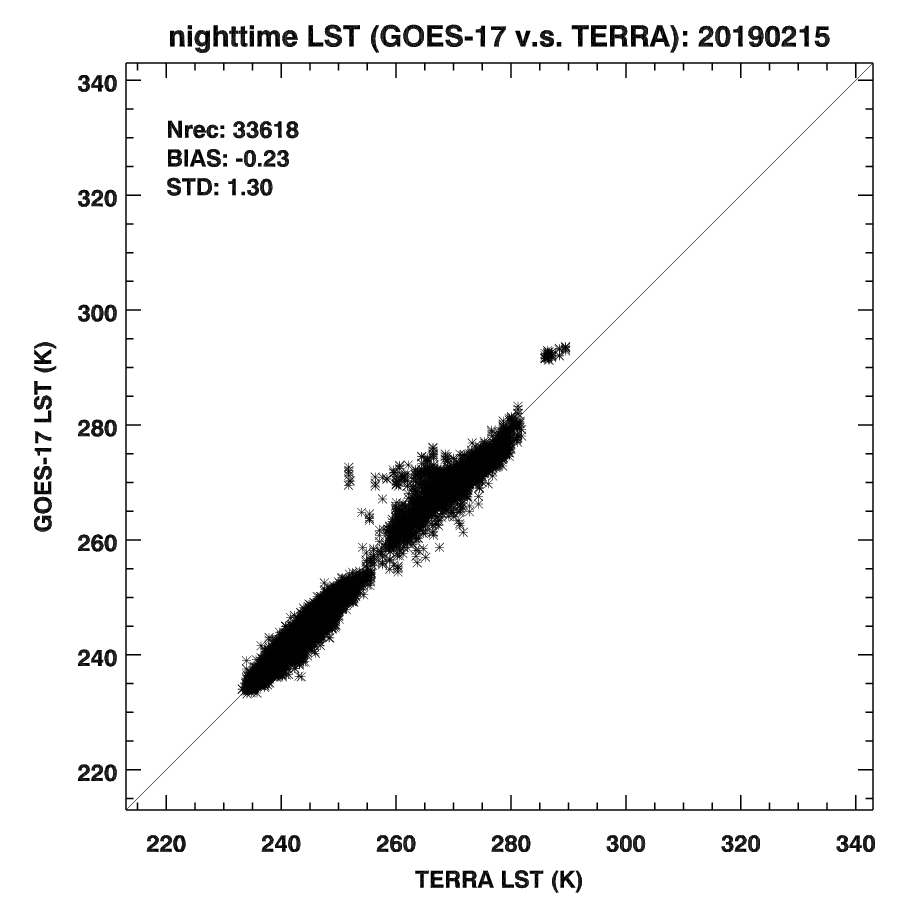 nighttime LST (GOES-17 v.s. TERRA): 20190215
340
Nrec: 33618
BIAS: -0.23
STD: 1.30
320
300
280
260
240
220
GOES-17 LST (K)
220 240 260 280 300 320 340
TERRA LST (K)